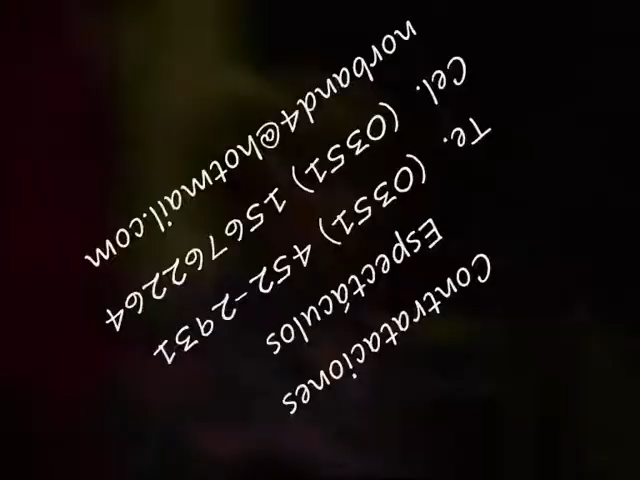 Contrataciones
Espectáculos
Te. (0351) 452-2931
Cel. (0351) 156762264
norband4@hotmail.com